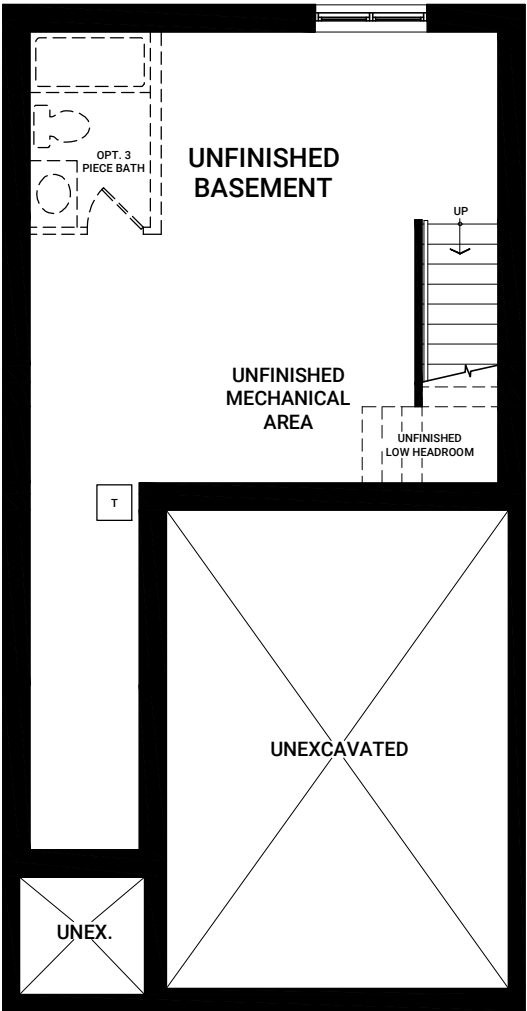 OPT. 3
PIECE BATH
UNFINISHED
BASEMENT
UP
UNFINISHED
MECHANICAL
AREA
UNFINISHED
LOW HEADROOM
T
UNEXCAVATED
UNEX.